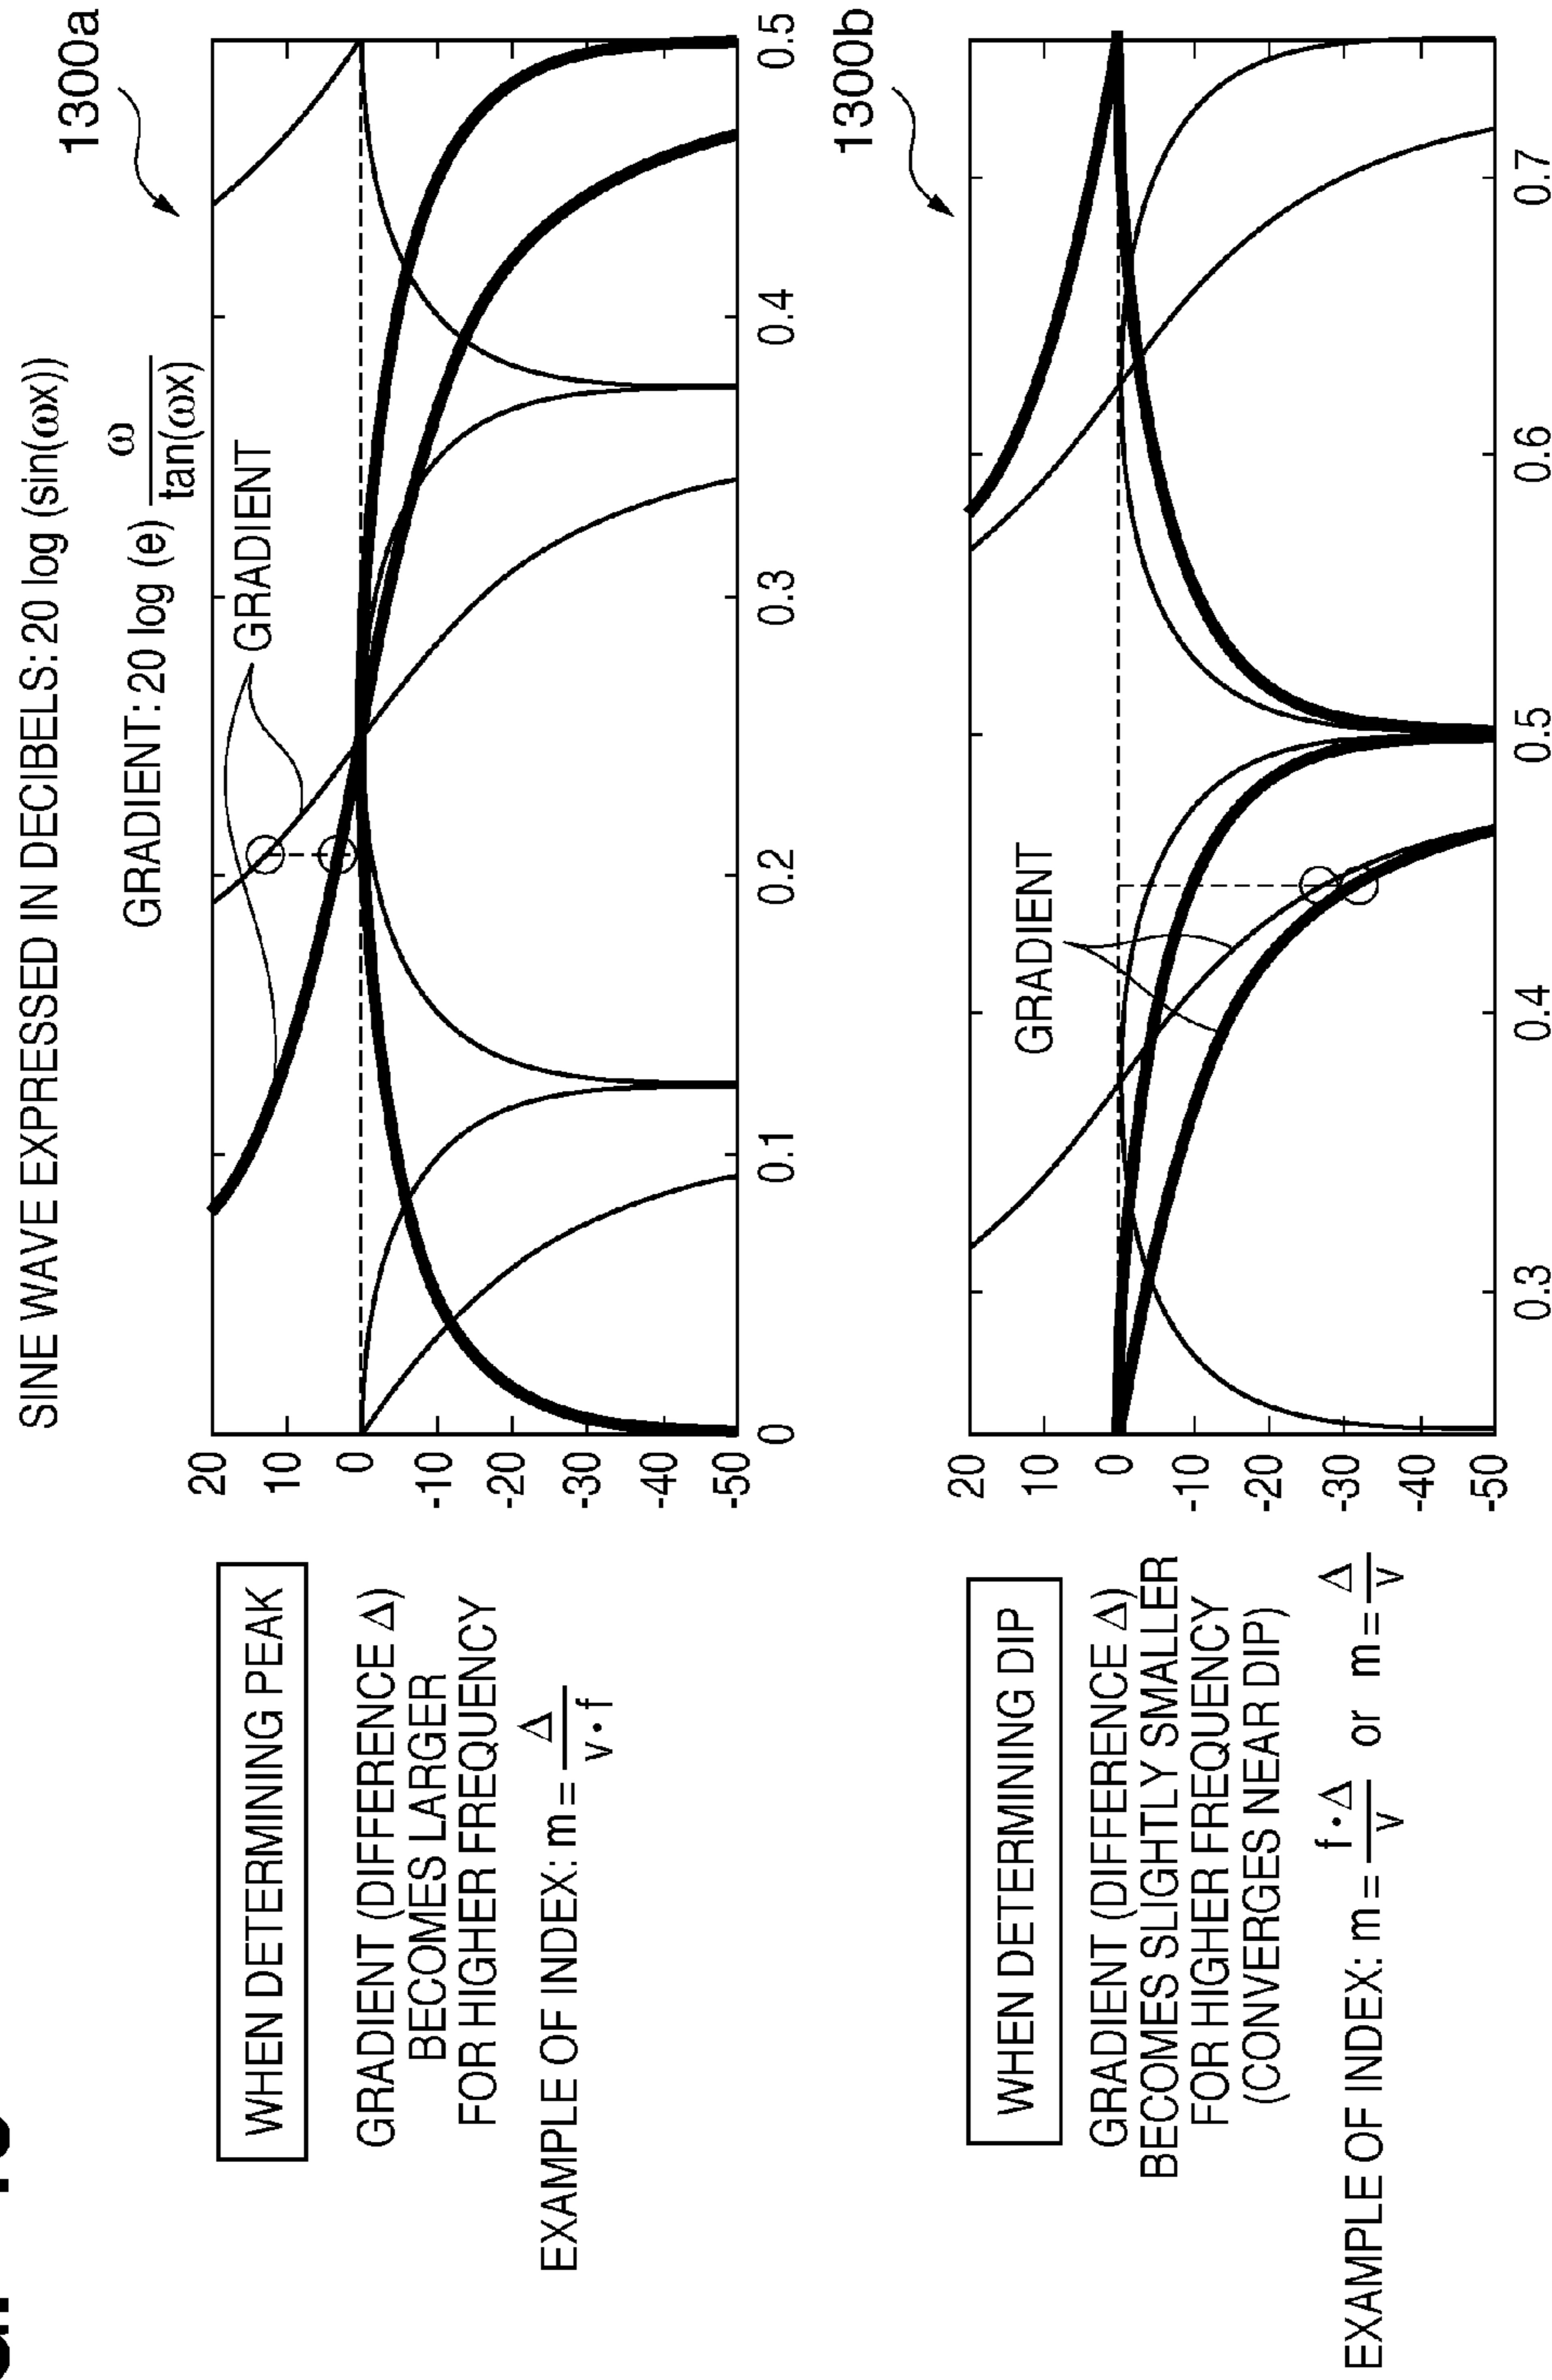 SINE WAVE EXPRESSED IN DECIBELS: 20 log (sin(ωx))
GRADIENT: 20 log (e) ω / tan(ωx)
1300a
WHEN DETERMINING PEAK
GRADIENT (DIFFERENCE Δ)
BECOMES LARGER
FOR HIGHER FREQUENCY
EXAMPLE OF INDEX: m = Δ / v・f
GRADIENT
20
10
0
-10
-20
-30
-40
-50
0 0.1 0.2 0.3 0.4 0.5
1300b
WHEN DETERMINING DIP
GRADIENT (DIFFERENCE Δ)
BECOMES SLIGHTLY SMALLER
FOR HIGHER FREQUENCY
(CONVERGES NEAR DIP)
EXAMPLE OF INDEX: m = f・Δ / v or m = Δ / v
GRADIENT
20
10
0
-10
-20
-30
-40
-50
0.3 0.4 0.5 0.6 0.7